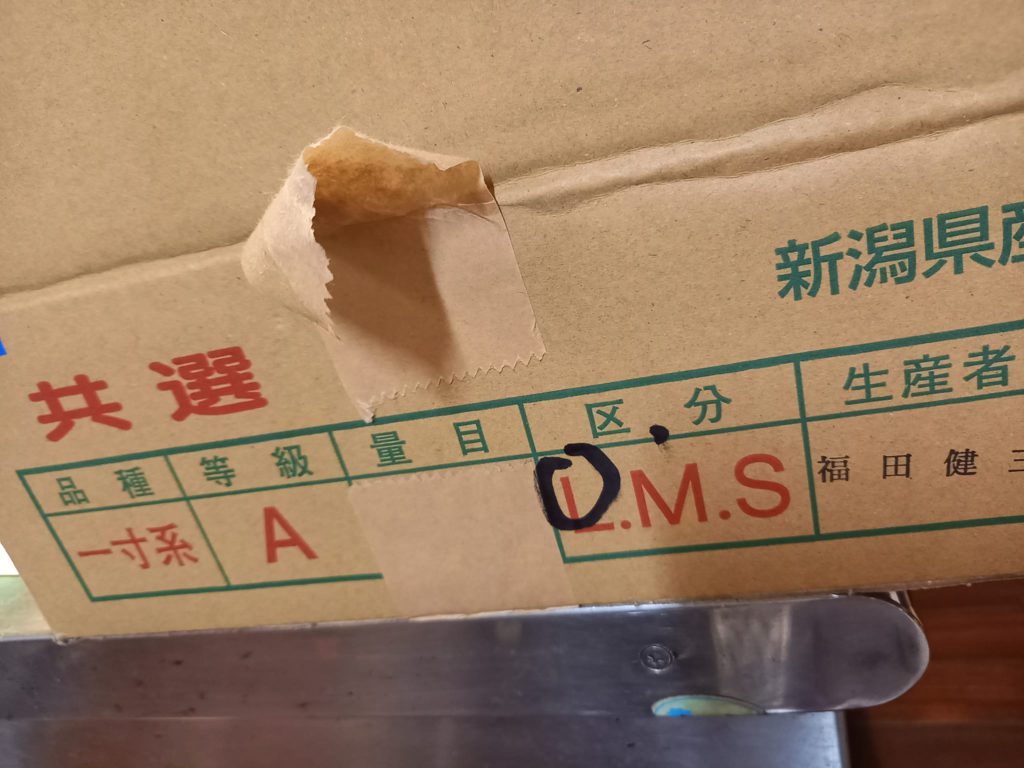 新潟県産
共選
品種 等級 量目 区分 生産者
一寸系 A L.M.S 福田健三